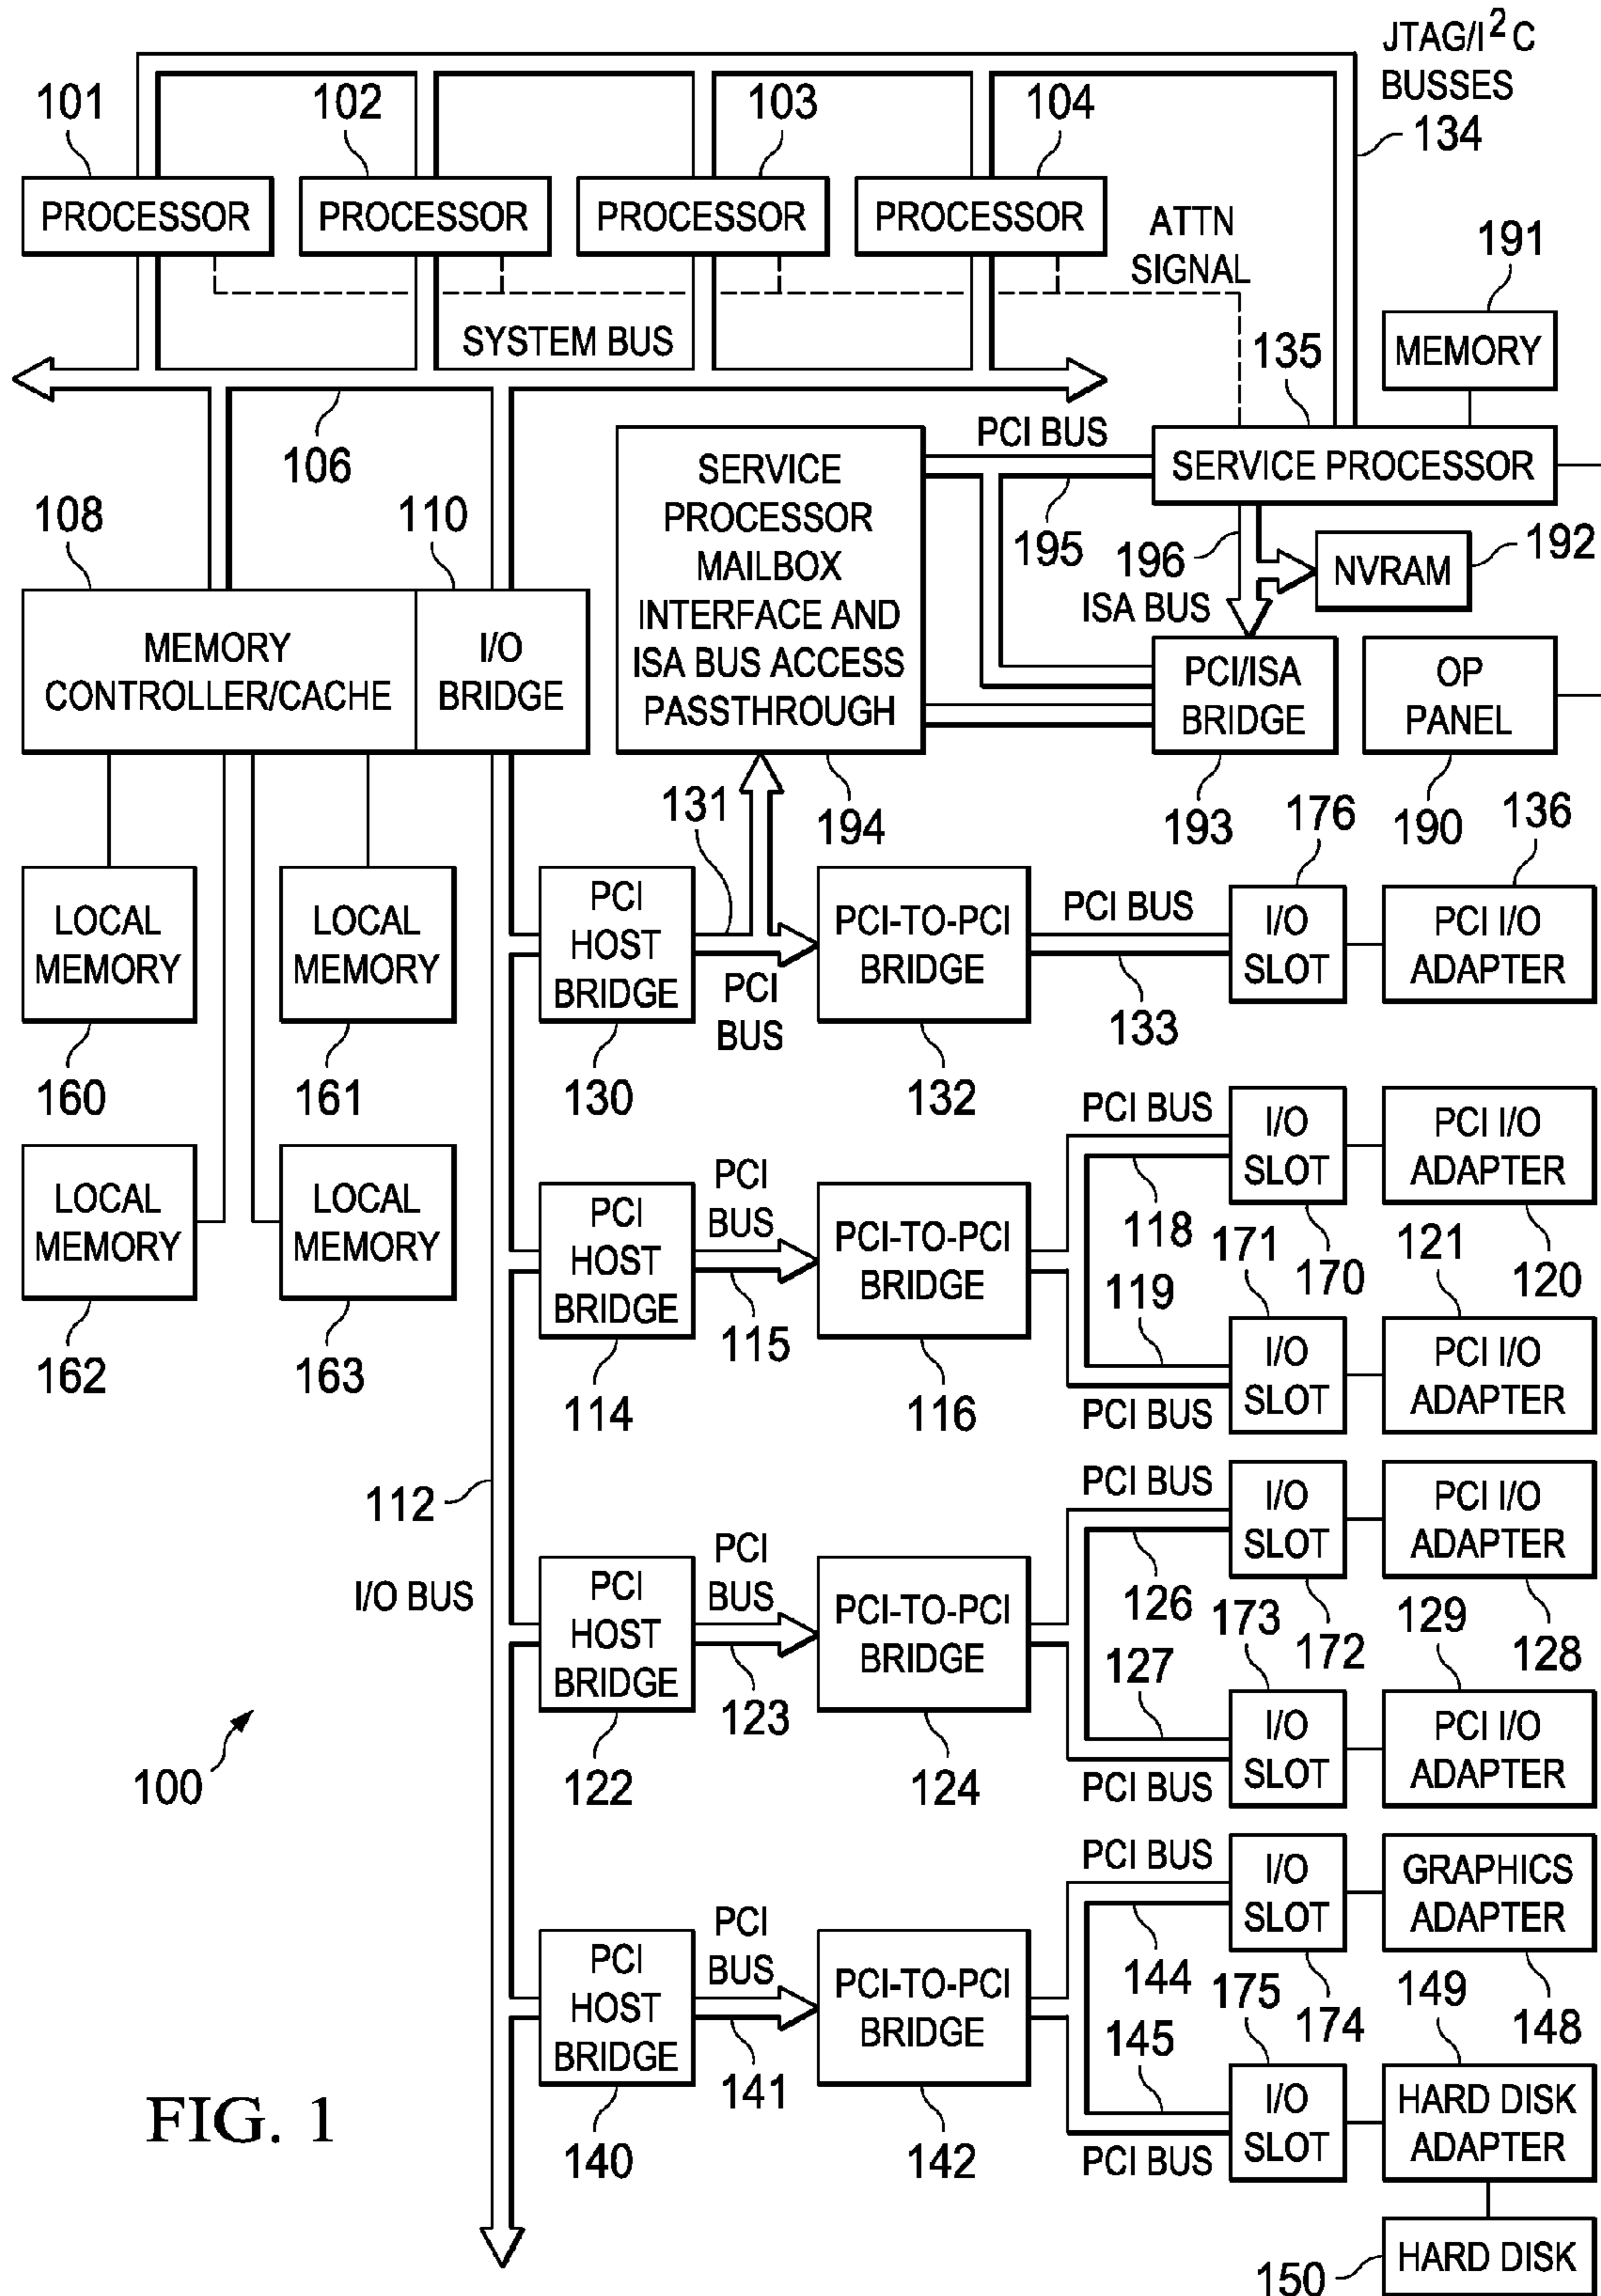 JTAG/I²C
BUSSES
134
101
102
103
104
PROCESSOR
PROCESSOR
PROCESSOR
PROCESSOR
ATTN
SIGNAL
191
MEMORY
SYSTEM BUS
106
135
PCI BUS
SERVICE PROCESSOR
195
196
ISA BUS
NVRAM
192
108
110
MEMORY
CONTROLLER/CACHE
I/O
BRIDGE
SERVICE
PROCESSOR
MAILBOX
INTERFACE AND
ISA BUS ACCESS
PASSTHROUGH
194
PCI/ISA
BRIDGE
193
OP
PANEL
190
LOCAL
MEMORY
160
LOCAL
MEMORY
161
LOCAL
MEMORY
162
LOCAL
MEMORY
163
PCI
HOST
BRIDGE
130
131
PCI
BUS
PCI-TO-PCI
BRIDGE
132
PCI BUS
133
176
I/O
SLOT
136
PCI I/O
ADAPTER
PCI
HOST
BRIDGE
114
PCI
BUS
115
PCI-TO-PCI
BRIDGE
116
PCI BUS
118
I/O
SLOT
170
PCI I/O
ADAPTER
120
119
PCI BUS
171
I/O
SLOT
121
PCI I/O
ADAPTER
112
I/O BUS
PCI
HOST
BRIDGE
122
PCI
BUS
123
PCI-TO-PCI
BRIDGE
124
PCI BUS
126
I/O
SLOT
172
PCI I/O
ADAPTER
128
127
PCI BUS
173
I/O
SLOT
129
PCI I/O
ADAPTER
100
PCI
HOST
BRIDGE
140
PCI
BUS
141
PCI-TO-PCI
BRIDGE
142
PCI BUS
144
I/O
SLOT
174
GRAPHICS
ADAPTER
148
145
PCI BUS
175
I/O
SLOT
149
HARD DISK
ADAPTER
150
HARD DISK
FIG. 1